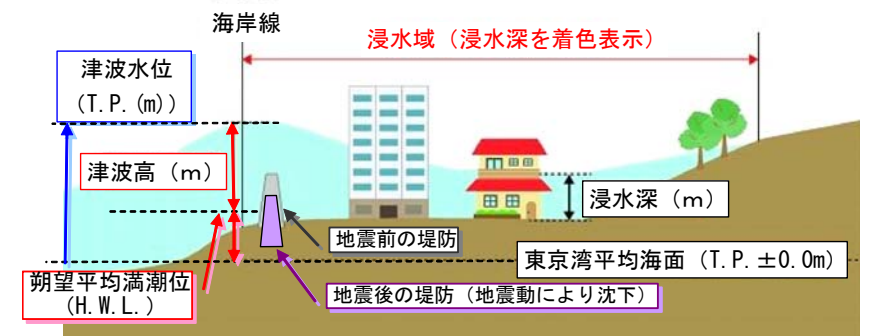 海岸線
浸水域（浸水深を着色表示）
津波水位
（T.P.(m)）
津波高（ｍ）
浸水深（ｍ）
地震前の堤防
東京湾平均海面（T.P.±0.0m）
朔望平均満潮位
（H.W.L.）
地震後の堤防（地震動により沈下）